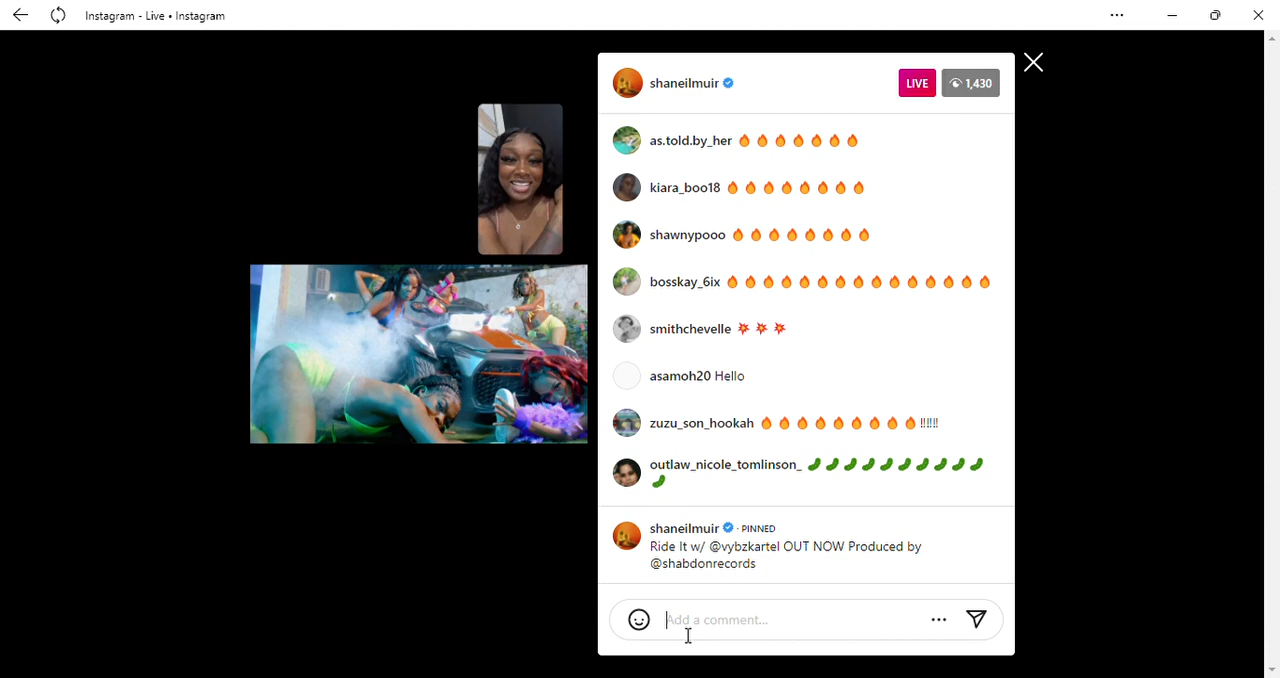 Instagram - Live • Instagram
shaneilmuir
LIVE
1,430
as.told.by_her 🔥🔥🔥🔥🔥🔥🔥
kiara_boo18 🔥🔥🔥🔥🔥🔥🔥🔥
shawnypooo 🔥🔥🔥🔥🔥🔥🔥🔥
bosskay_6ix 🔥🔥🔥🔥🔥🔥🔥🔥🔥🔥🔥🔥🔥🔥🔥
smithchevelle 💥💥💥
asamoh20 Hello
zuzu_son_hookah 🔥🔥🔥🔥🔥🔥🔥🔥🔥!!!!!!
outlaw_nicole_tomlinson_ 🥒🥒🥒🥒🥒🥒🥒🥒🥒🥒
🥒
shaneilmuir · PINNED
Ride It w/ @vybzkartel OUT NOW Produced by
@shabdonrecords
Add a comment...